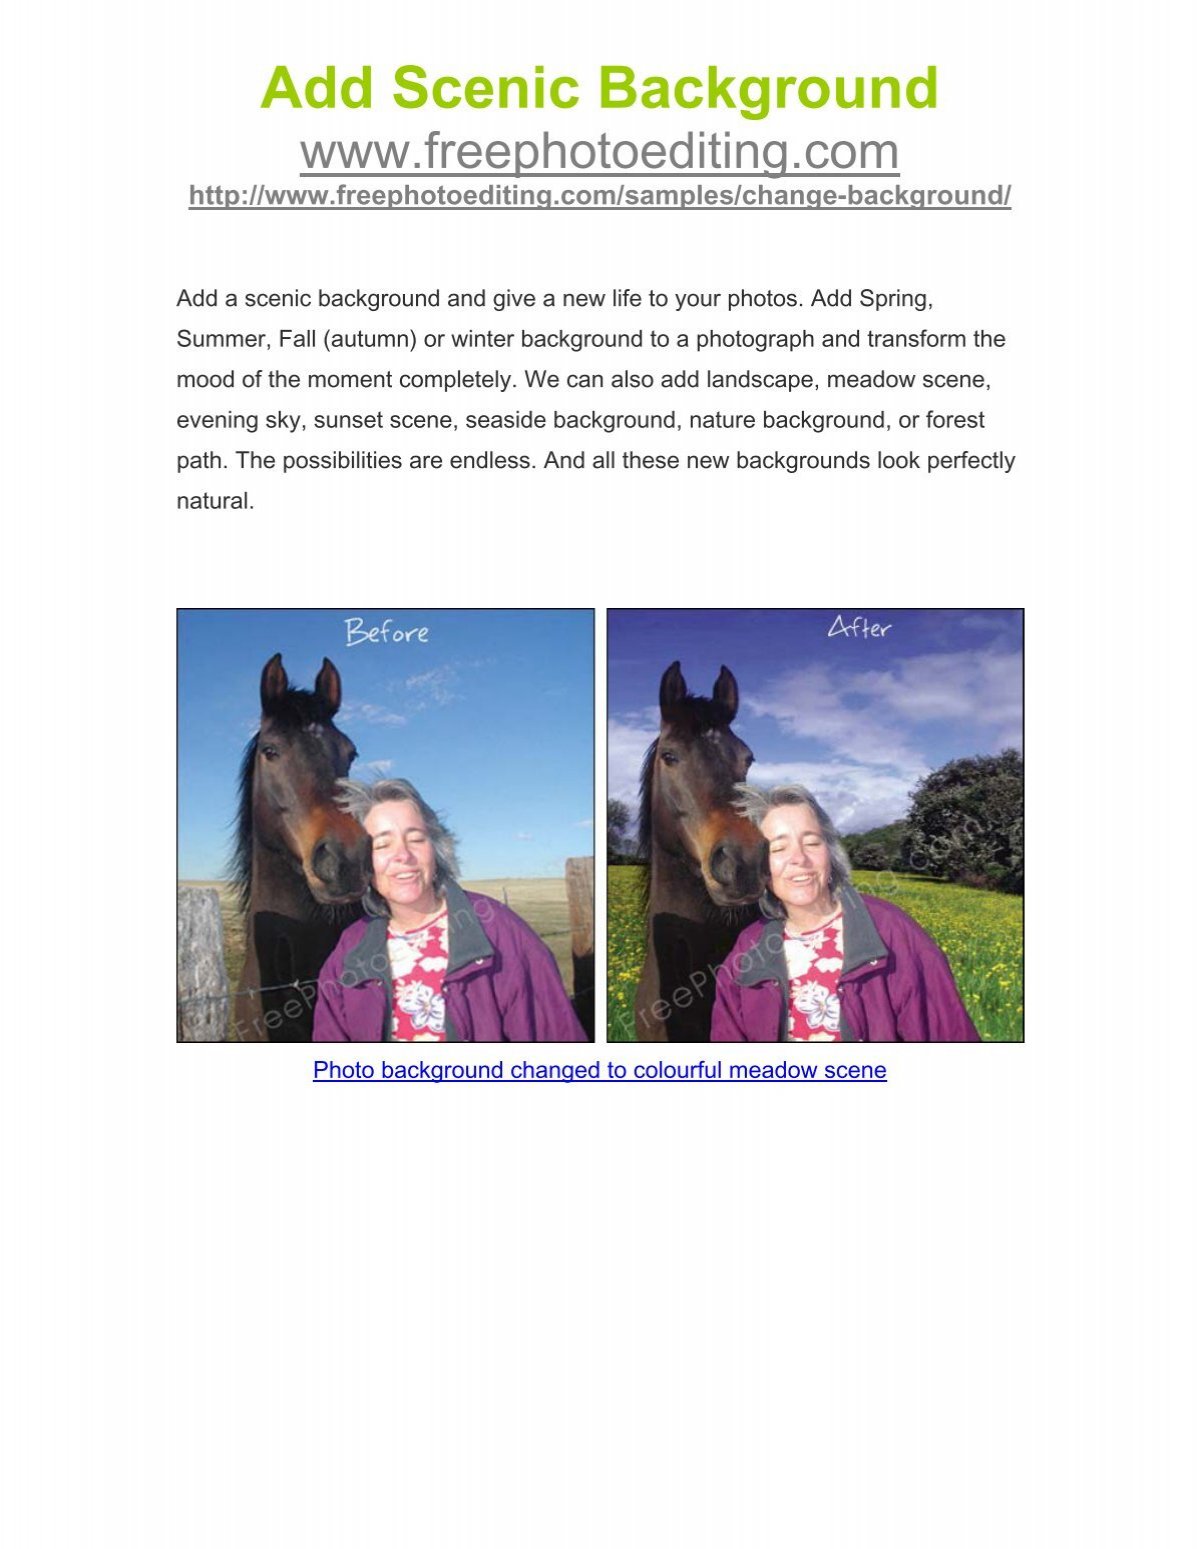 Add Scenic Background
www.freephotoediting.com
http://www.freephotoediting.com/samples/change-background/
Add a scenic background and give a new life to your photos. Add Spring,
Summer, Fall (autumn) or winter background to a photograph and transform the
mood of the moment completely. We can also add landscape, meadow scene,
evening sky, sunset scene, seaside background, nature background, or forest
path. The possibilities are endless. And all these new backgrounds look perfectly
natural.
Before
After
FreePhotoEditing
FreePhotoEditing.com
Photo background changed to colourful meadow scene